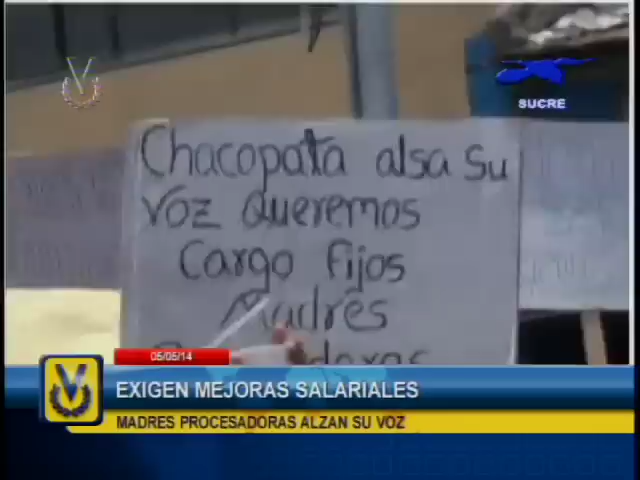 SUCRE
Chacopata alsa su
voz Queremos
Cargo Fijos
Madres
05/05/14
EXIGEN MEJORAS SALARIALES
MADRES PROCESADORAS ALZAN SU VOZ